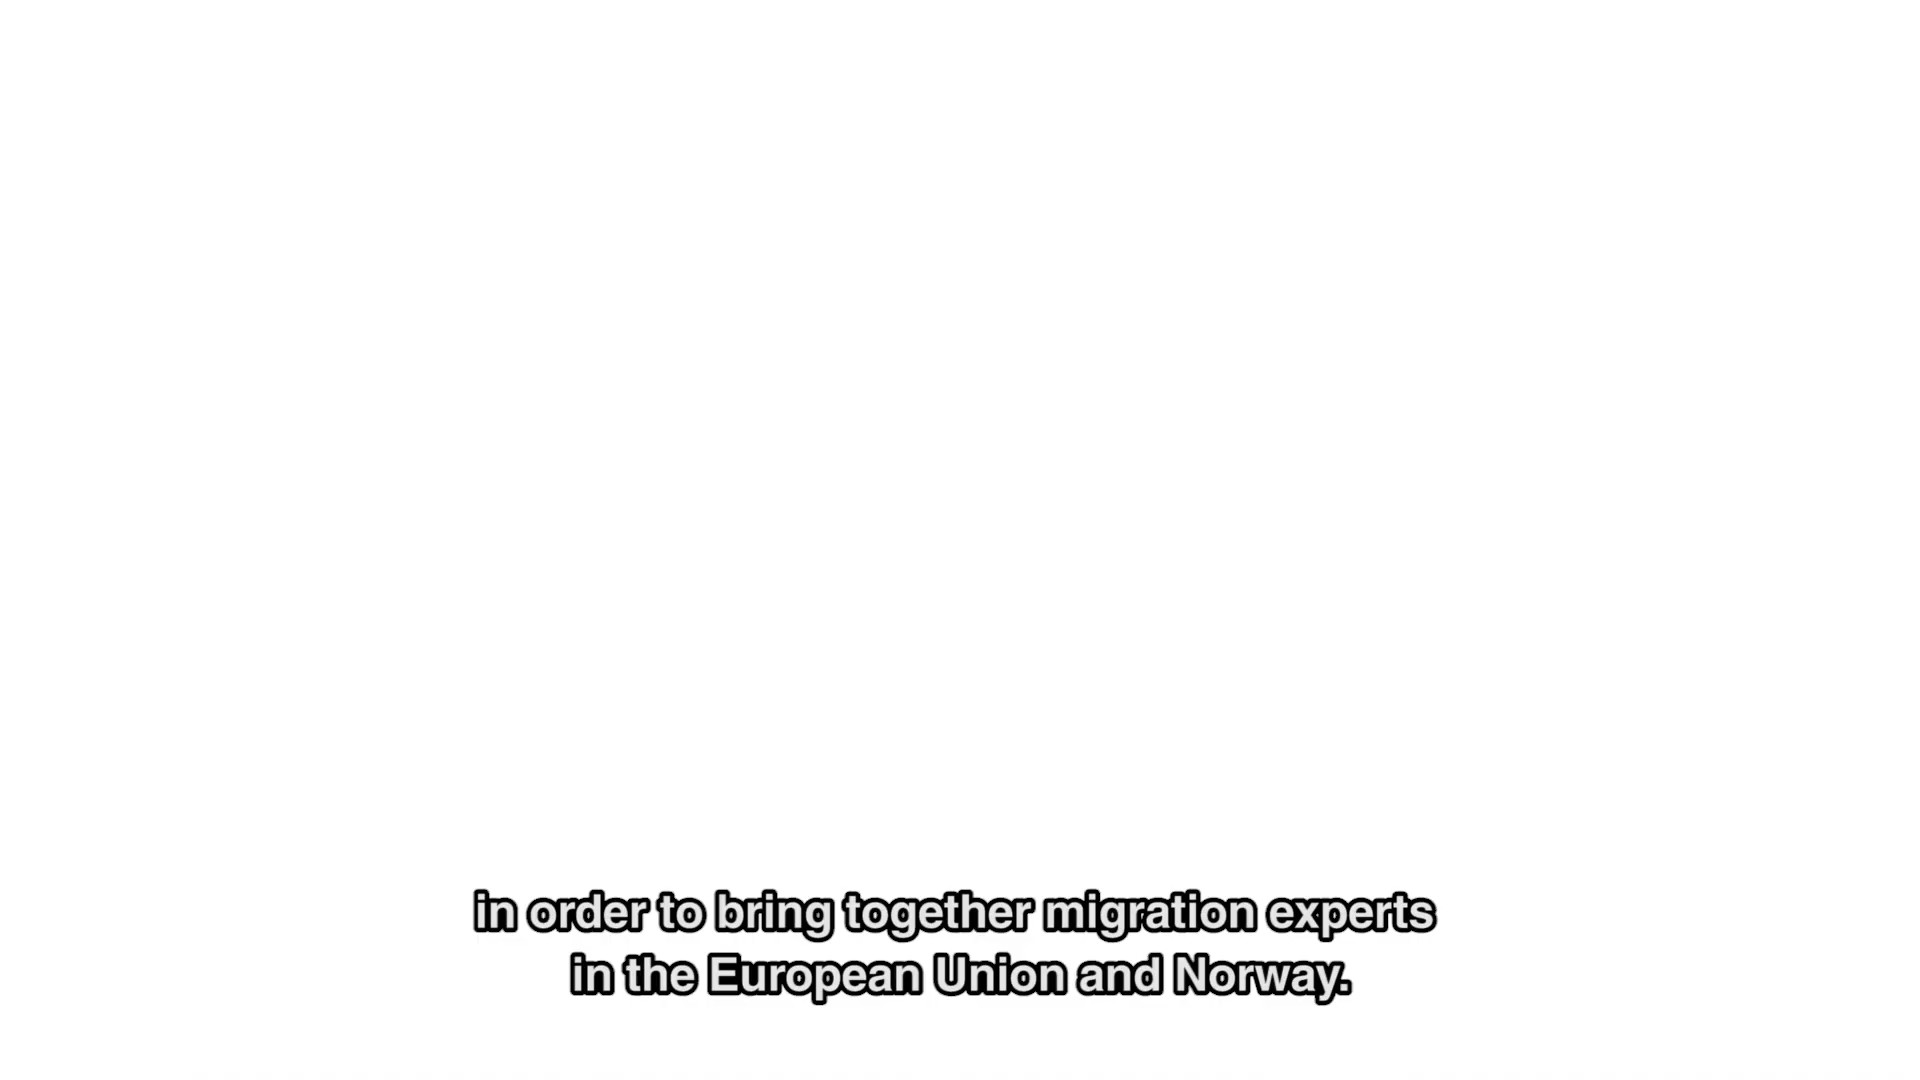 in order to bring together migration experts
in the European Union and Norway.